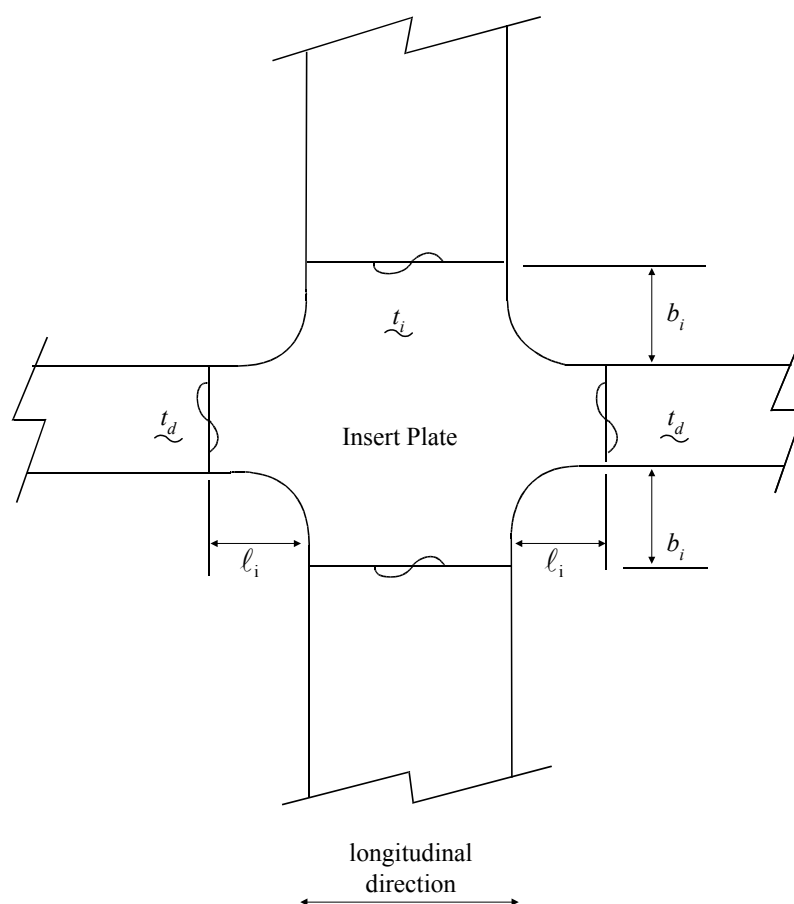 t_i
b_i
t_d
Insert Plate
t_d
b_i
ℓ_i
ℓ_i
longitudinal
direction